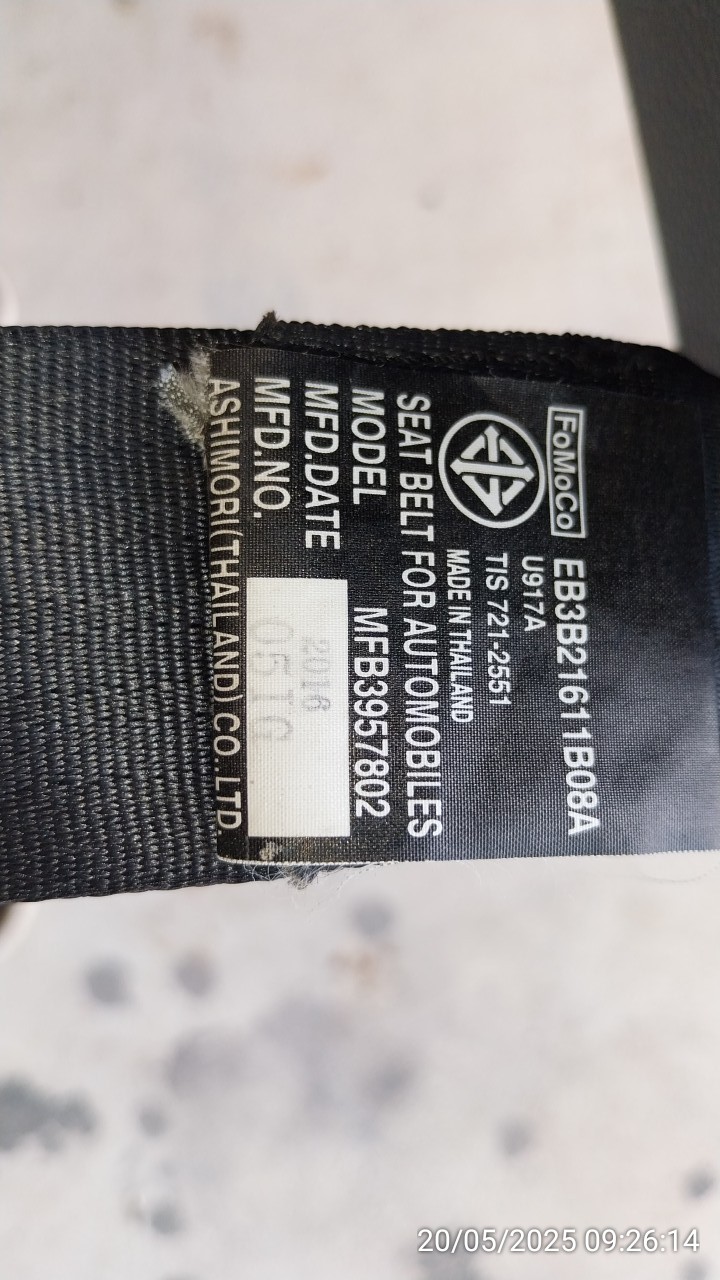 FoMoCo EB3B21611B08A
U917A
TIS 721-2551
MADE IN THAILAND
SEAT BELT FOR AUTOMOBILES
MODEL MFB3957802
MFD.DATE 2016
MFD.NO. 05IG
ASHIMORI(THAILAND) CO. LTD.
20/05/2025 09:26:14